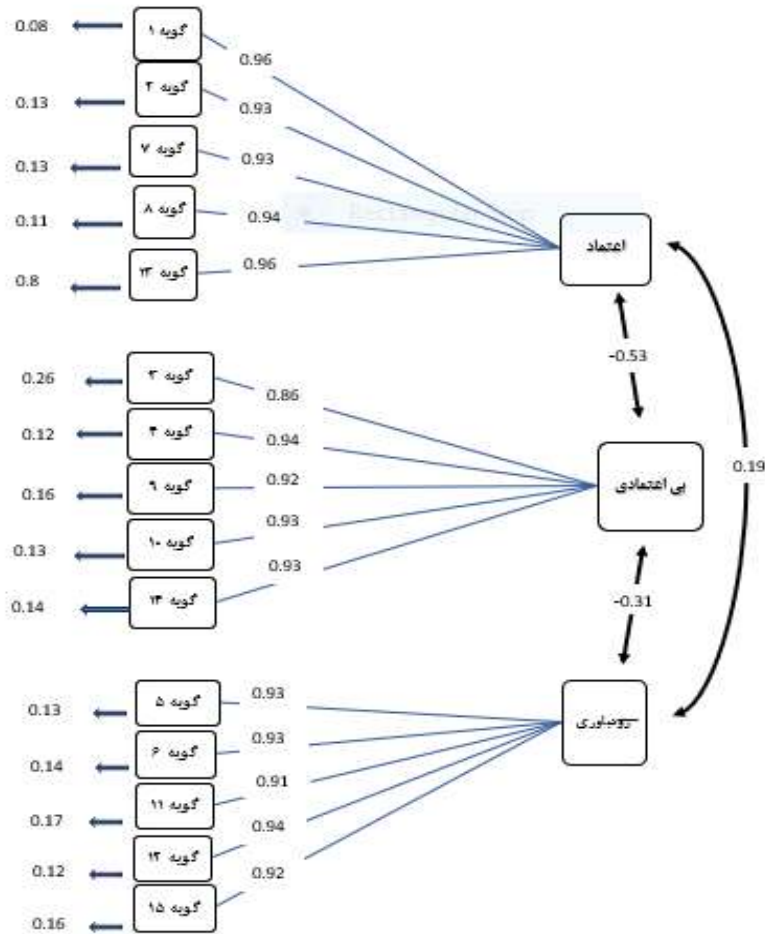 0.08
گویه ۱
0.96
0.13
گویه ۲
0.93
0.13
گویه ۷
0.93
0.11
گویه ۸
0.94
0.8
گویه ۱۳
0.96
اعتماد
-0.53
0.26
گویه ۳
0.86
0.12
گویه ۴
0.94
0.16
گویه ۹
0.92
0.13
گویه ۱۰
0.93
0.14
گویه ۱۴
0.93
بی اعتمادی
0.19
-0.31
0.13
گویه ۵
0.93
0.14
گویه ۶
0.93
0.17
گویه ۱۱
0.91
0.12
گویه ۱۲
0.94
0.16
گویه ۱۵
0.92
زودباوری